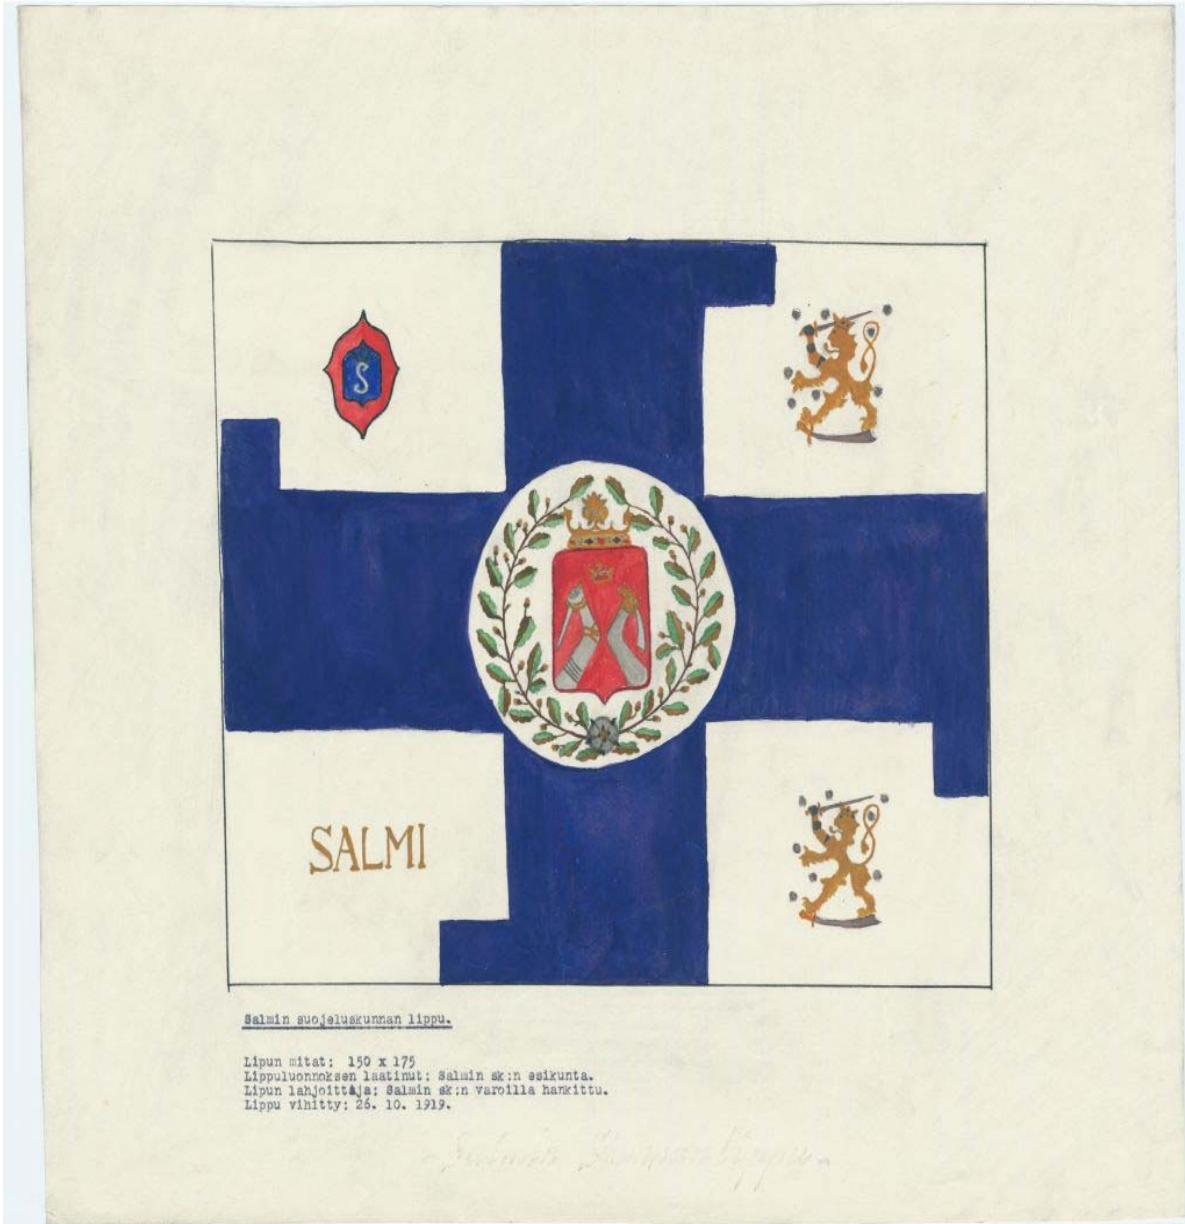 S
SALMI
Salmin suojeluskunnan lippu.
Lipun mitat: 150 x 175
Lippuluonnoksen laatinut: Salmin sk:n esikunta.
Lipun lahjoittaja: Salmin sk:n varoilla hankittu.
Lippu vihitty: 26. 10. 1919.